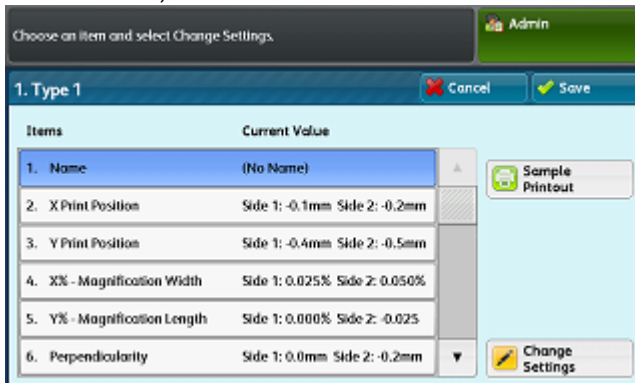 Choose an item and select Change Settings.
Admin
1. Type 1
Cancel
Save
Items Current Value
1. Name (No Name)
2. X Print Position Side 1: -0.1mm Side 2: -0.2mm
3. Y Print Position Side 1: -0.4mm Side 2: -0.5mm
4. X% - Magnification Width Side 1: 0.025% Side 2: 0.050%
5. Y% - Magnification Length Side 1: 0.000% Side 2: -0.025
6. Perpendicularity Side 1: 0.0mm Side 2: -0.2mm
Sample
Printout
Change
Settings